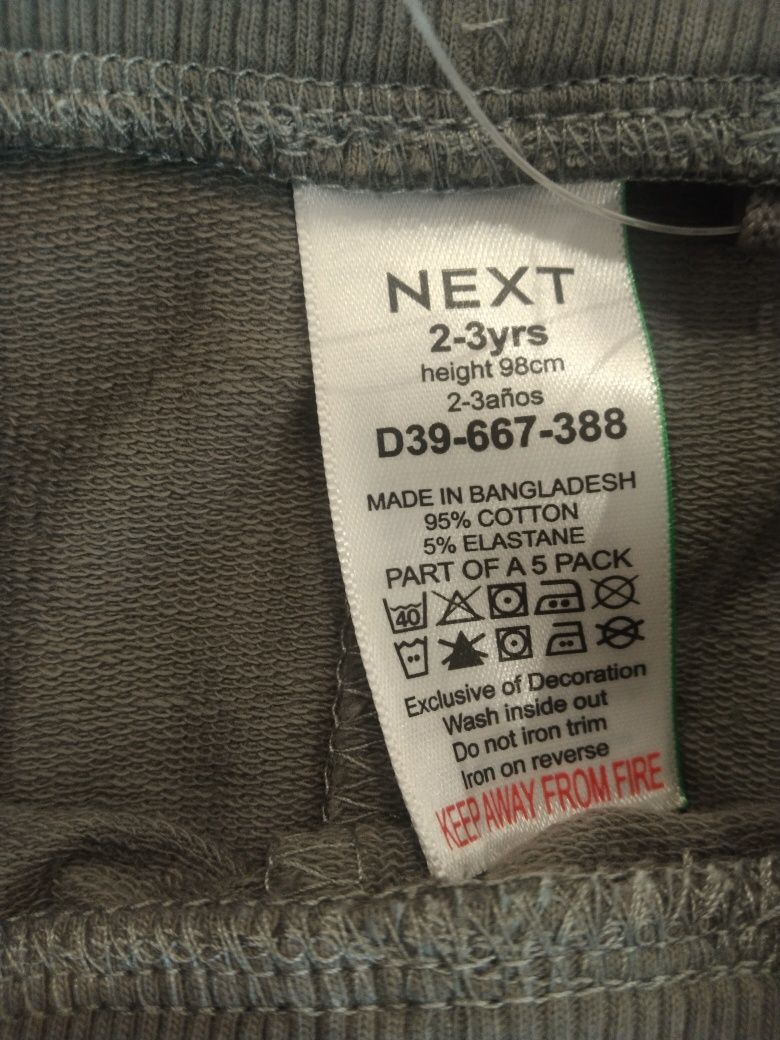 NEXT
2-3yrs
height 98cm
2-3años
D39-667-388
MADE IN BANGLADESH
95% COTTON
5% ELASTANE
PART OF A 5 PACK
40
Exclusive of Decoration
Wash inside out
Do not iron trim
Iron on reverse
KEEP AWAY FROM FIRE